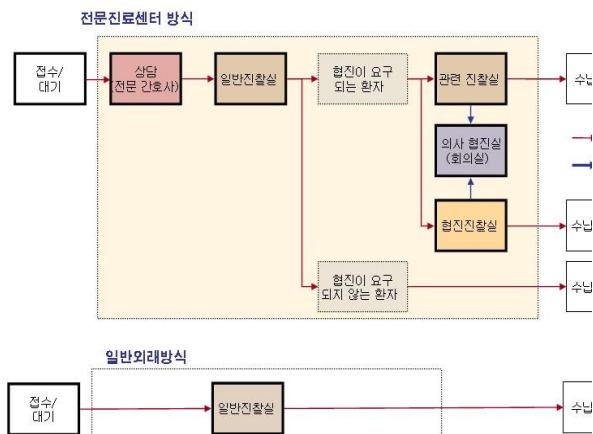 전문진료센터 방식
접수/
대기
상담
(전문 간호사)
일반진찰실
협진이 요구
되는 환자
관련 진찰실
수납
의사 협진실
(회의실)
협진진찰실
수납
협진이 요구
되지 않는 환자
수납
일반외래방식
접수/
대기
일반진찰실
수납